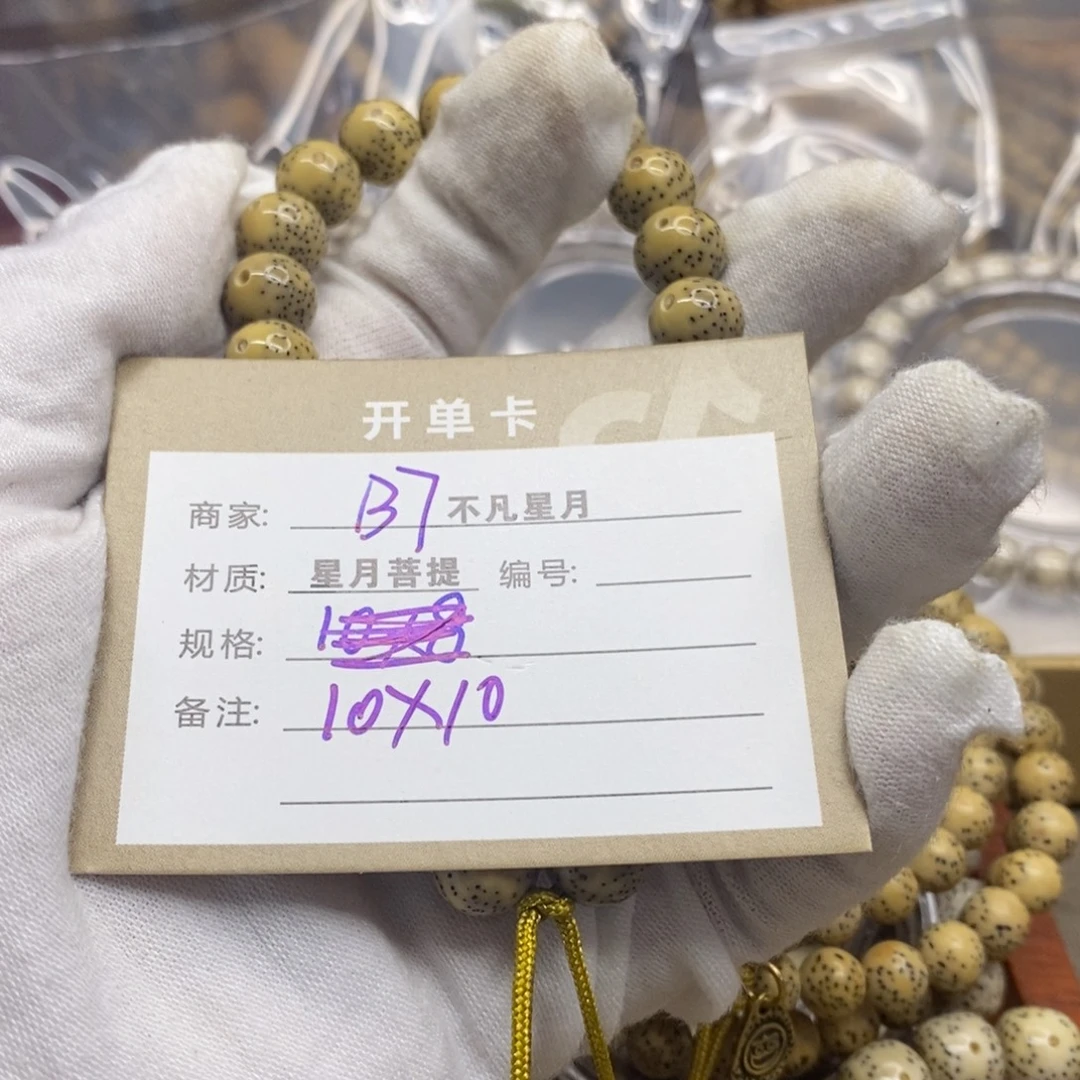 开单卡
商家: B7 不凡星月
材质: 星月菩提 编号:
规格:
备注: 10X10